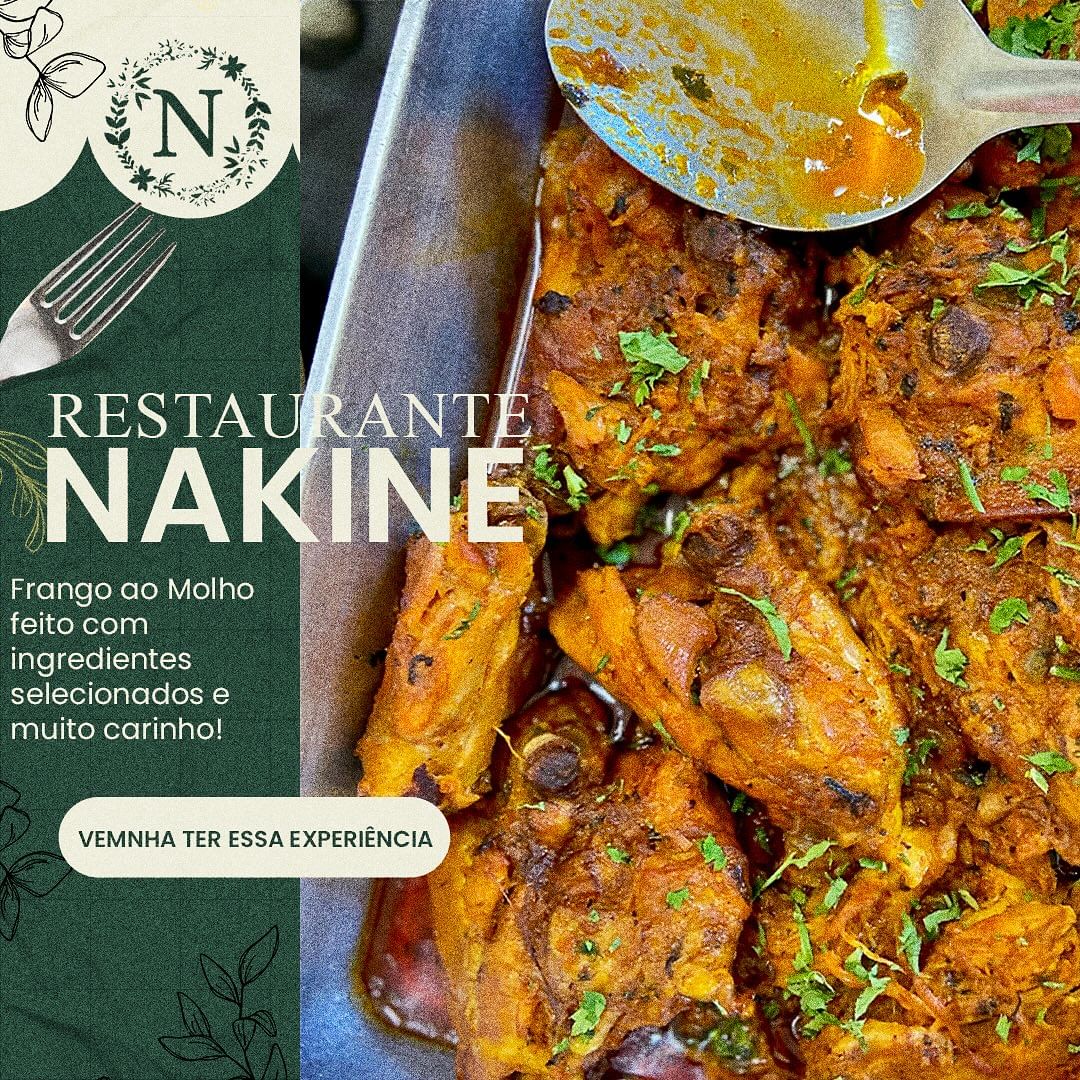 N
RESTAURANTE
NAKINE
Frango ao Molho
feito com
ingredientes
selecionados e
muito carinho!
VEMNHA TER ESSA EXPERIÊNCIA